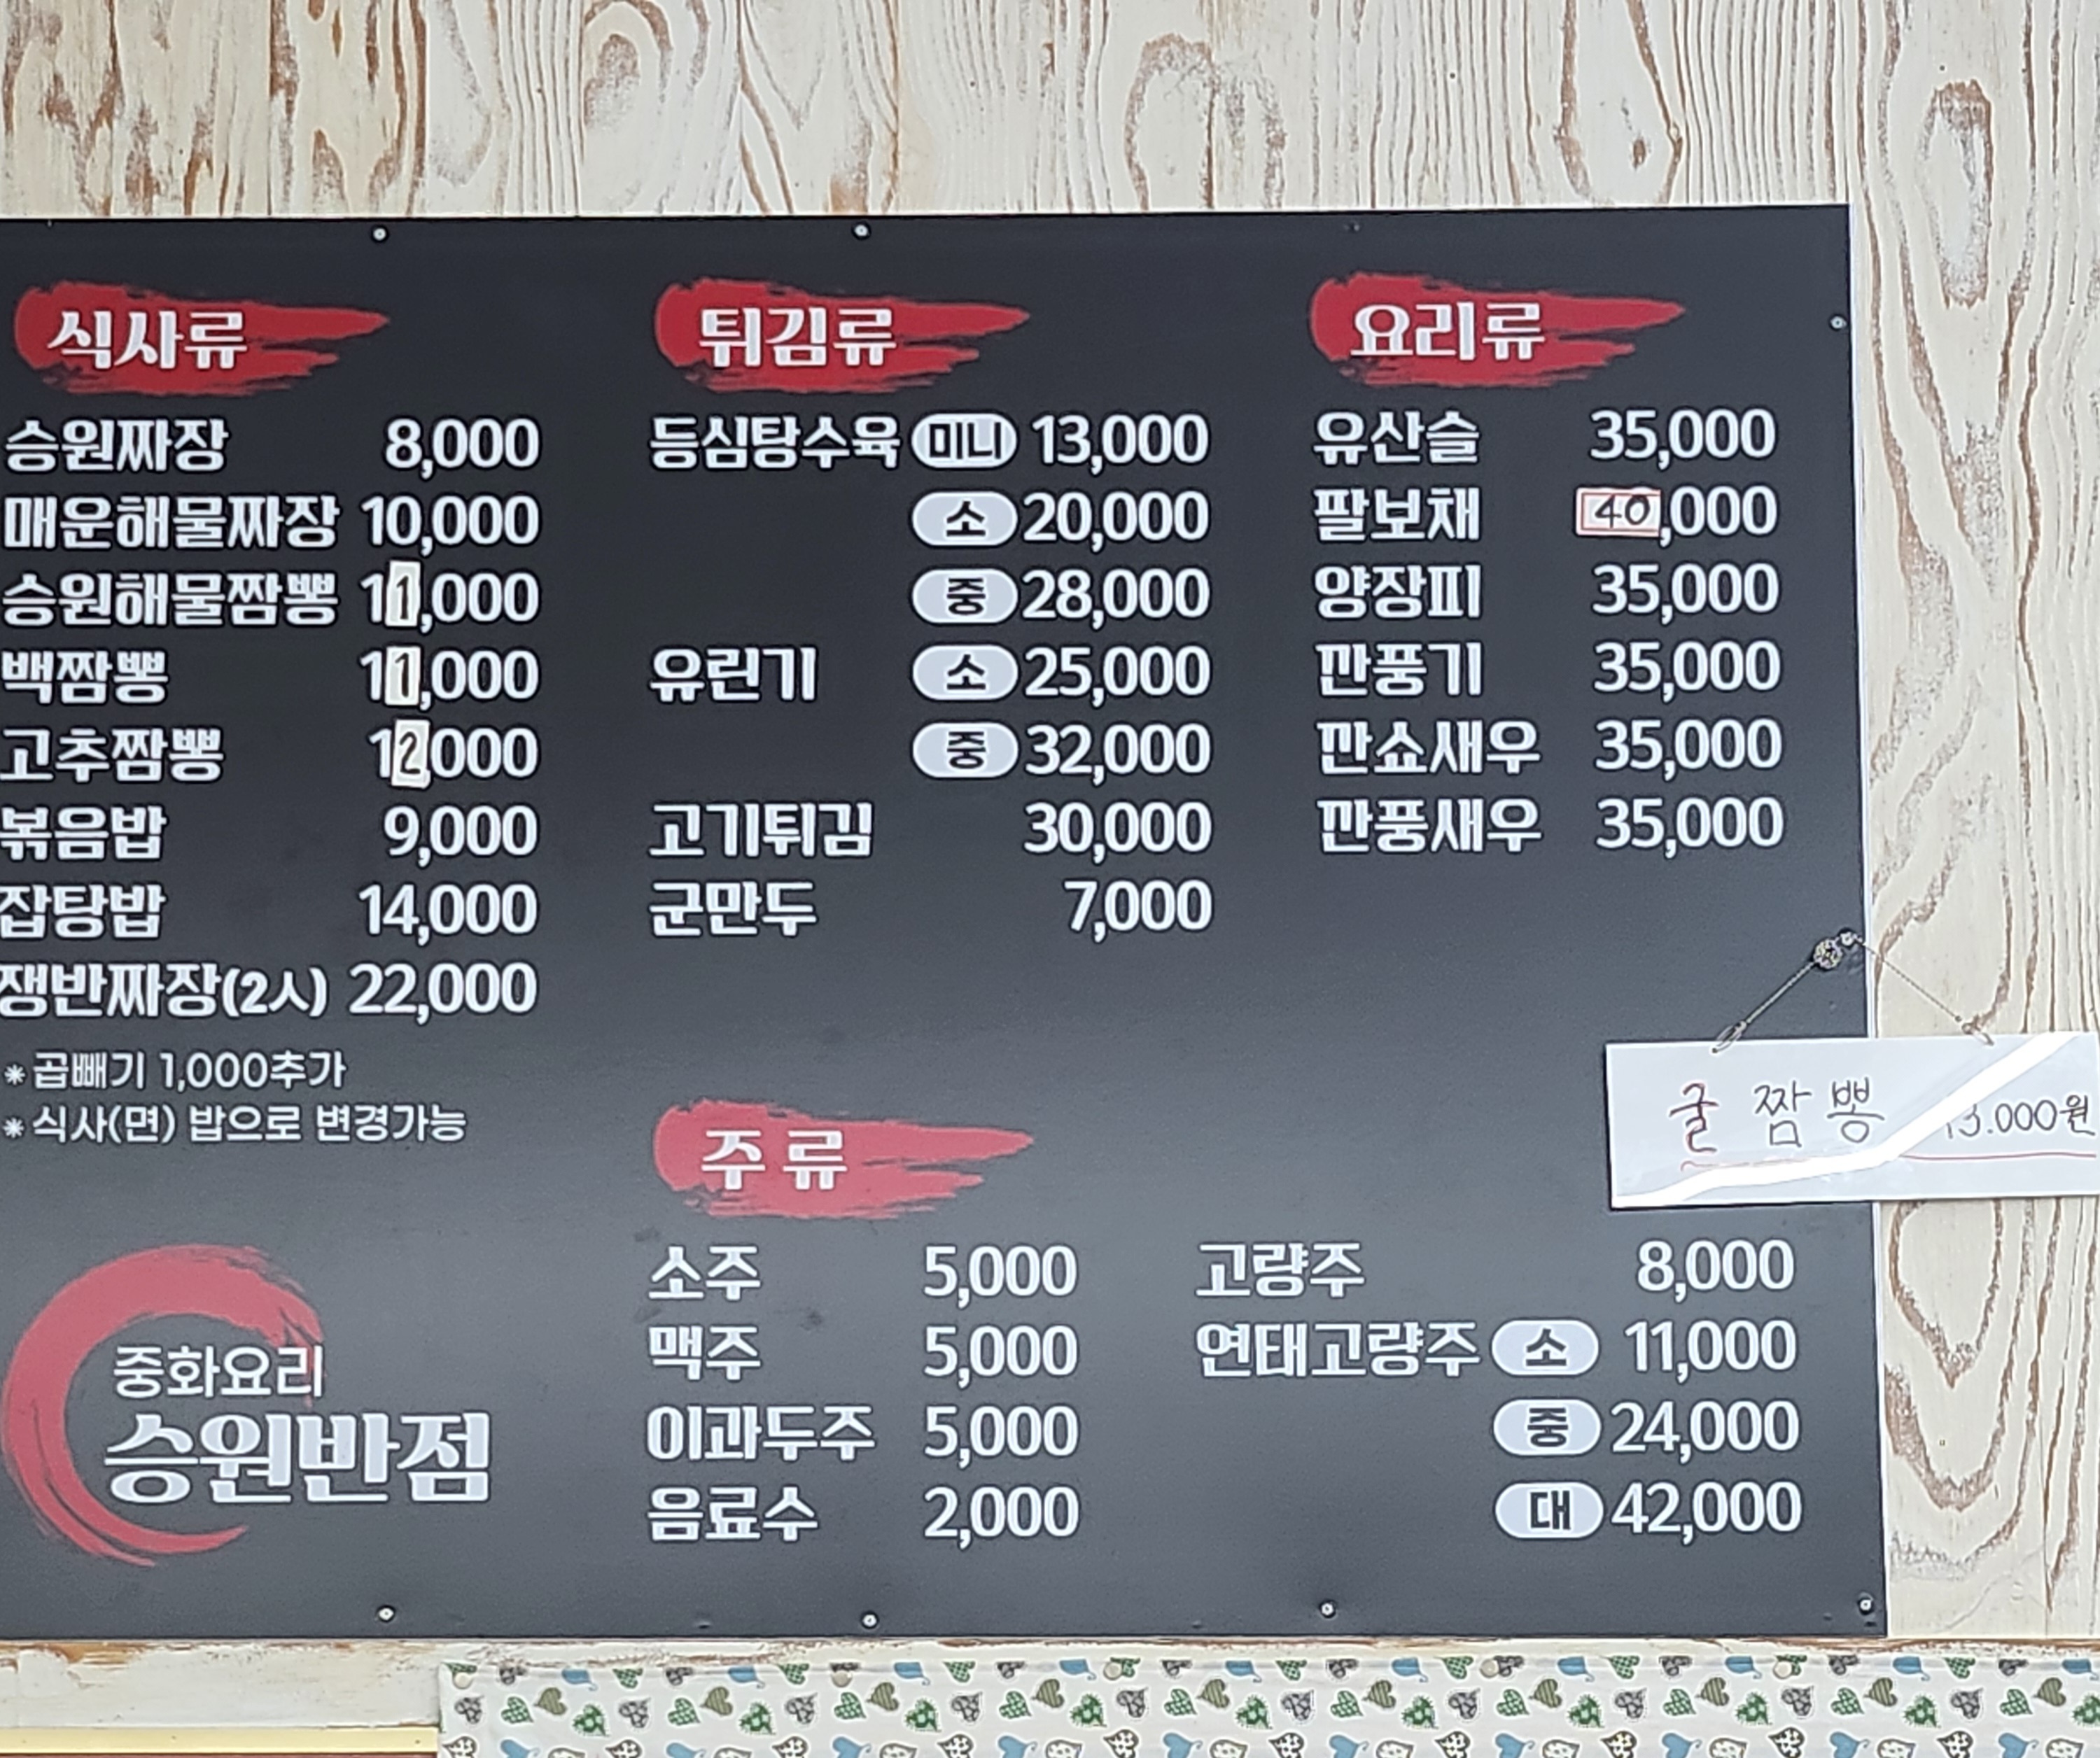 식사류
승원짜장 8,000
매운해물짜장 10,000
승원해물짬뽕 11,000
백짬뽕 11,000
고추짬뽕 12,000
볶음밥 9,000
잡탕밥 14,000
쟁반짜장(2人) 22,000
* 곱빼기 1,000추가
* 식사(면) 밥으로 변경가능
튀김류
등심탕수육 미니 13,000
소 20,000
중 28,000
유린기 소 25,000
중 32,000
고기튀김 30,000
군만두 7,000
요리류
유산슬 35,000
팔보채 40,000
양장피 35,000
깐풍기 35,000
깐쇼새우 35,000
깐풍새우 35,000
굴 짬뽕 13.000원
주류
소주 5,000
맥주 5,000
이과두주 5,000
음료수 2,000
고량주 8,000
연태고량주 소 11,000
중 24,000
대 42,000
중화요리
승원반점